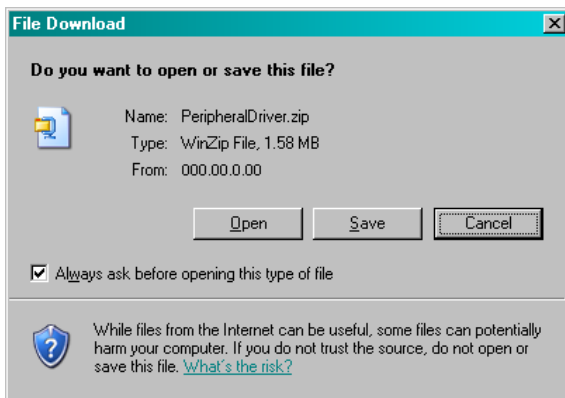 File Download
Do you want to open or save this file?
Name: PeripheralDriver.zip
Type: WinZip File, 1.58 MB
From: 000.00.0.00
Open Save Cancel
Always ask before opening this type of file
While files from the Internet can be useful, some files can potentially
harm your computer. If you do not trust the source, do not open or
save this file. What's the risk?